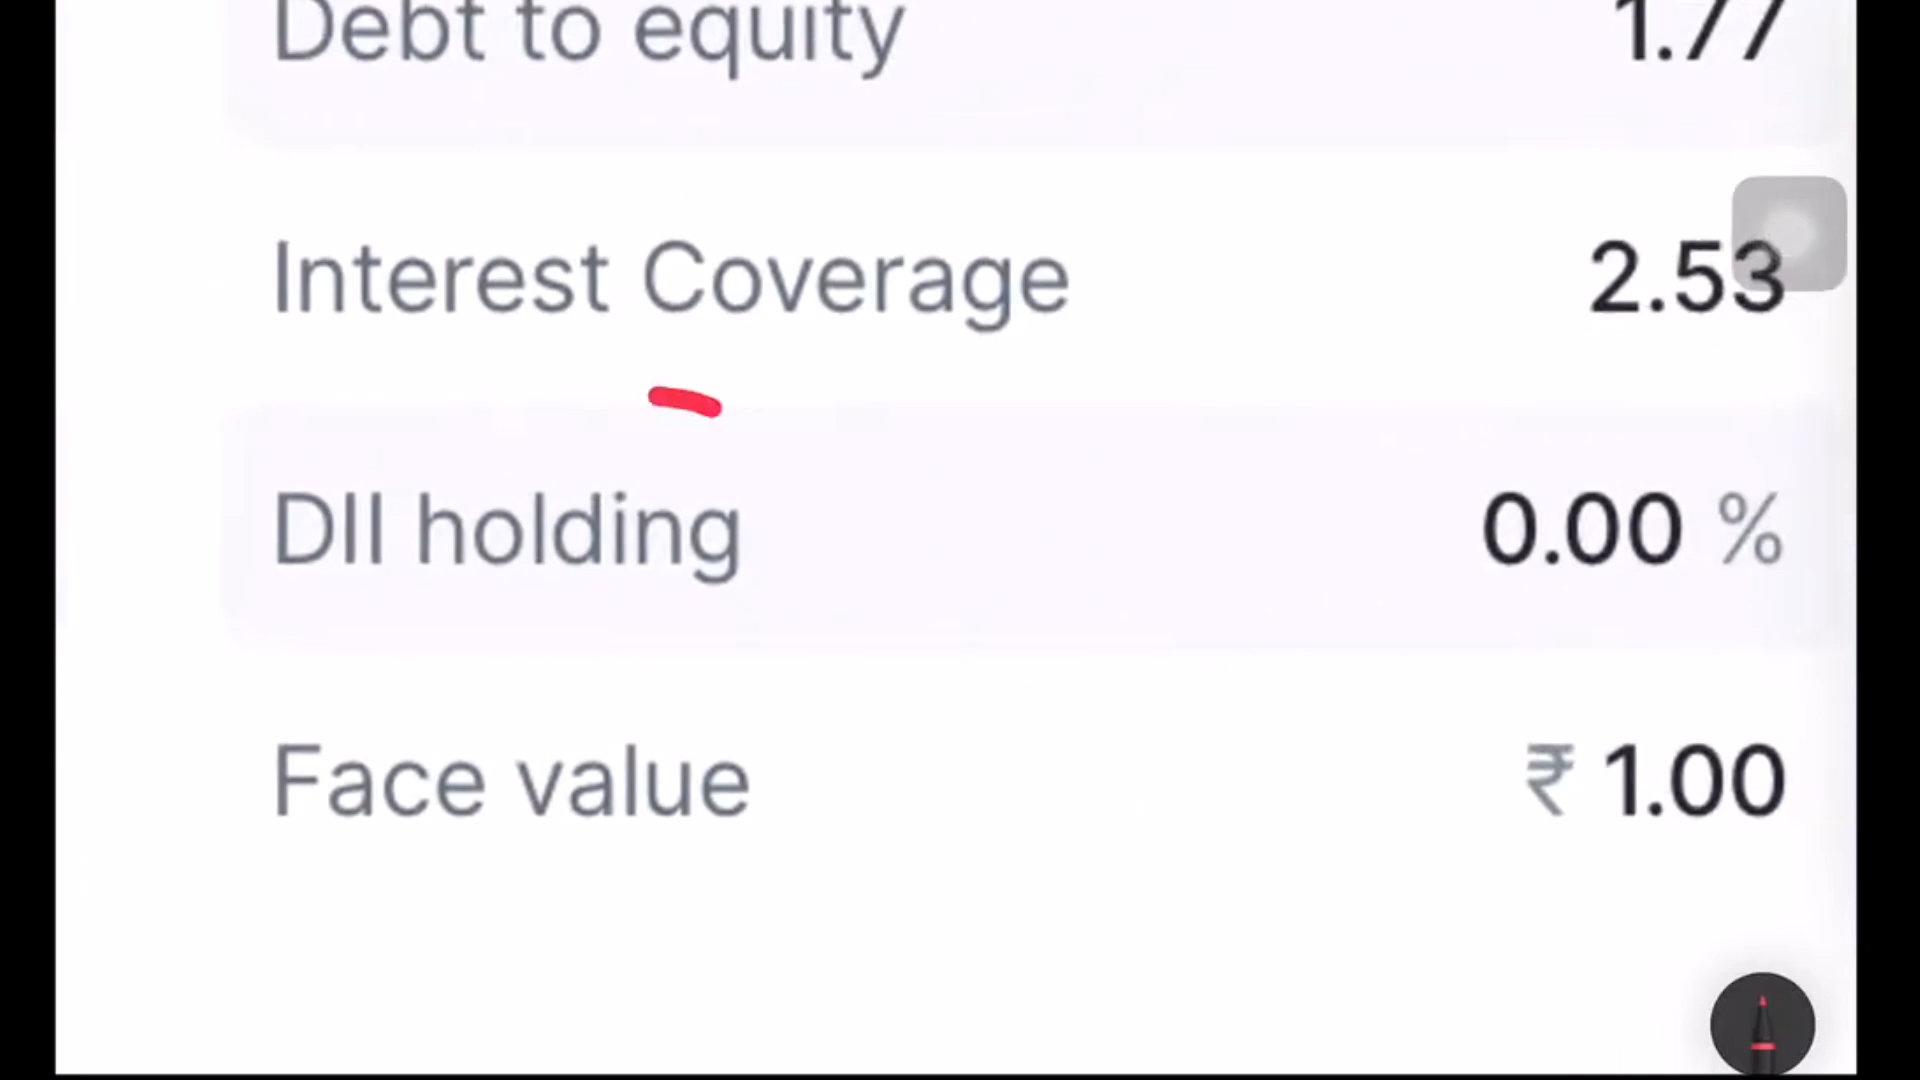 Debt to equity 1.77
Interest Coverage 2.53
DII holding 0.00 %
Face value ₹ 1.00